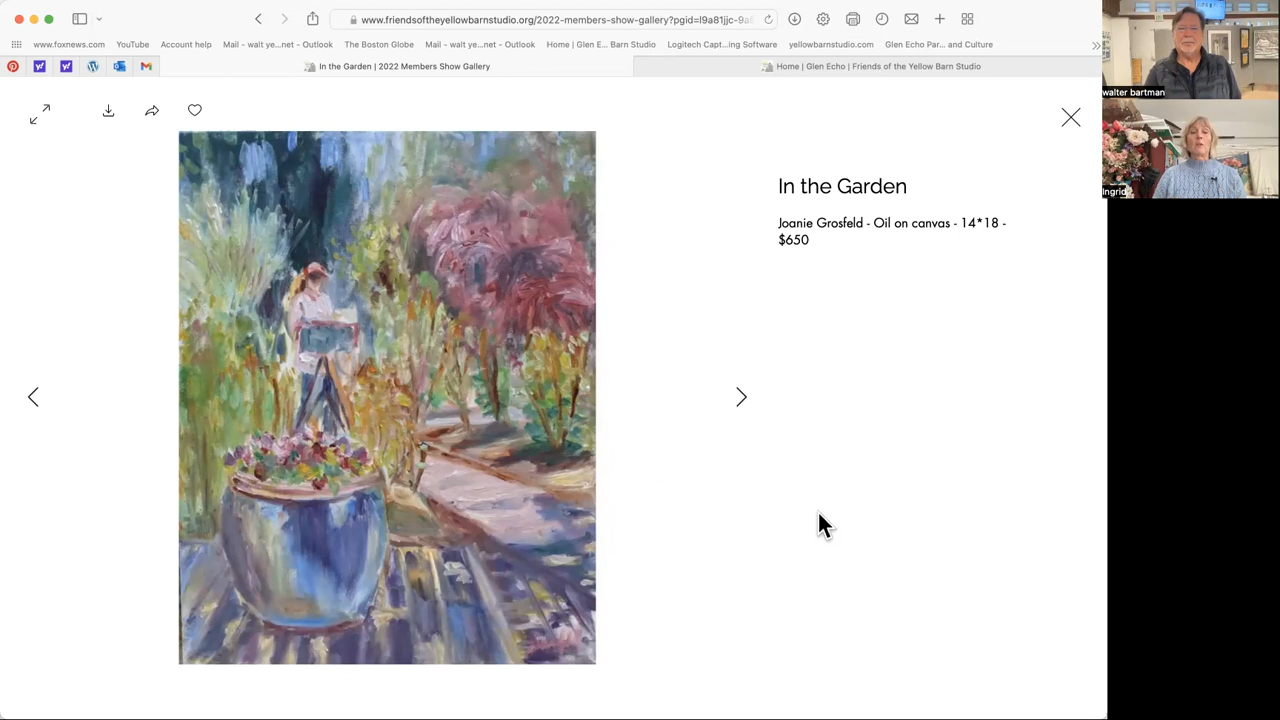 www.friendsoftheyellowbarnstudio.org/2022-members-show-gallery?pgid=l9a81jjc-9a
www.foxnews.com YouTube Account help Mail - walt ye...net - Outlook The Boston Globe Mail - walt ye...net - Outlook Home | Glen E... Barn Studio Logitech Capt...ing Software yellowbarnstudio.com Glen Echo Par... and Culture
In the Garden | 2022 Members Show Gallery Home | Glen Echo | Friends of the Yellow Barn Studio
walter bartman
Ingrid
In the Garden
Joanie Grosfeld - Oil on canvas - 14*18 -
$650